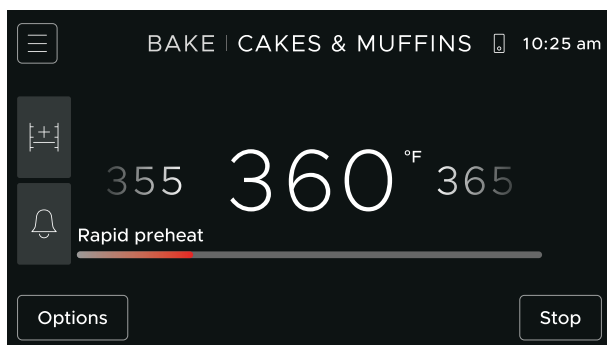 BAKE | CAKES & MUFFINS 10:25 am
355 360 °F 365
Rapid preheat
Options Stop